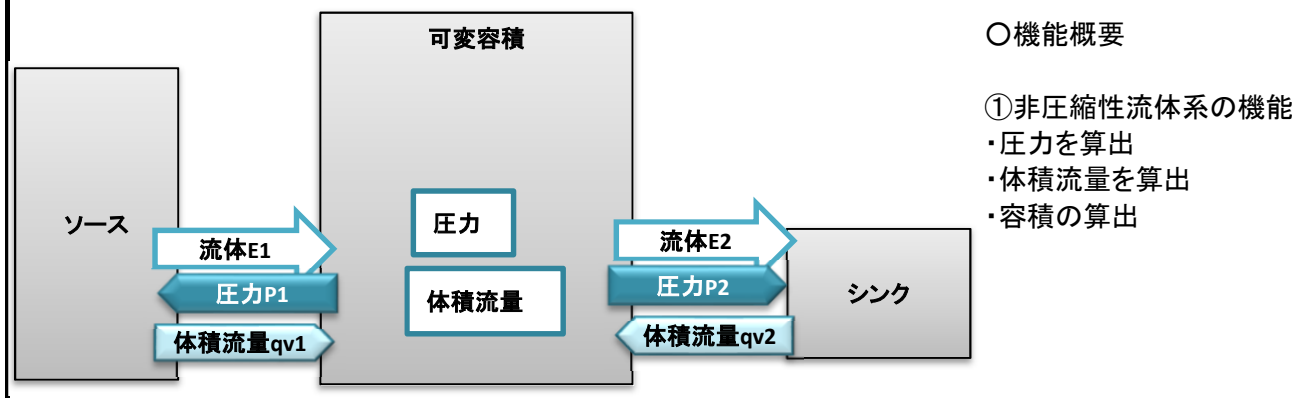 可変容積
ソース
圧力
体積流量
流体E1
圧力P1
体積流量qv1
流体E2
圧力P2
体積流量qv2
シンク
〇機能概要
①非圧縮性流体系の機能
・圧力を算出
・体積流量を算出
・容積の算出